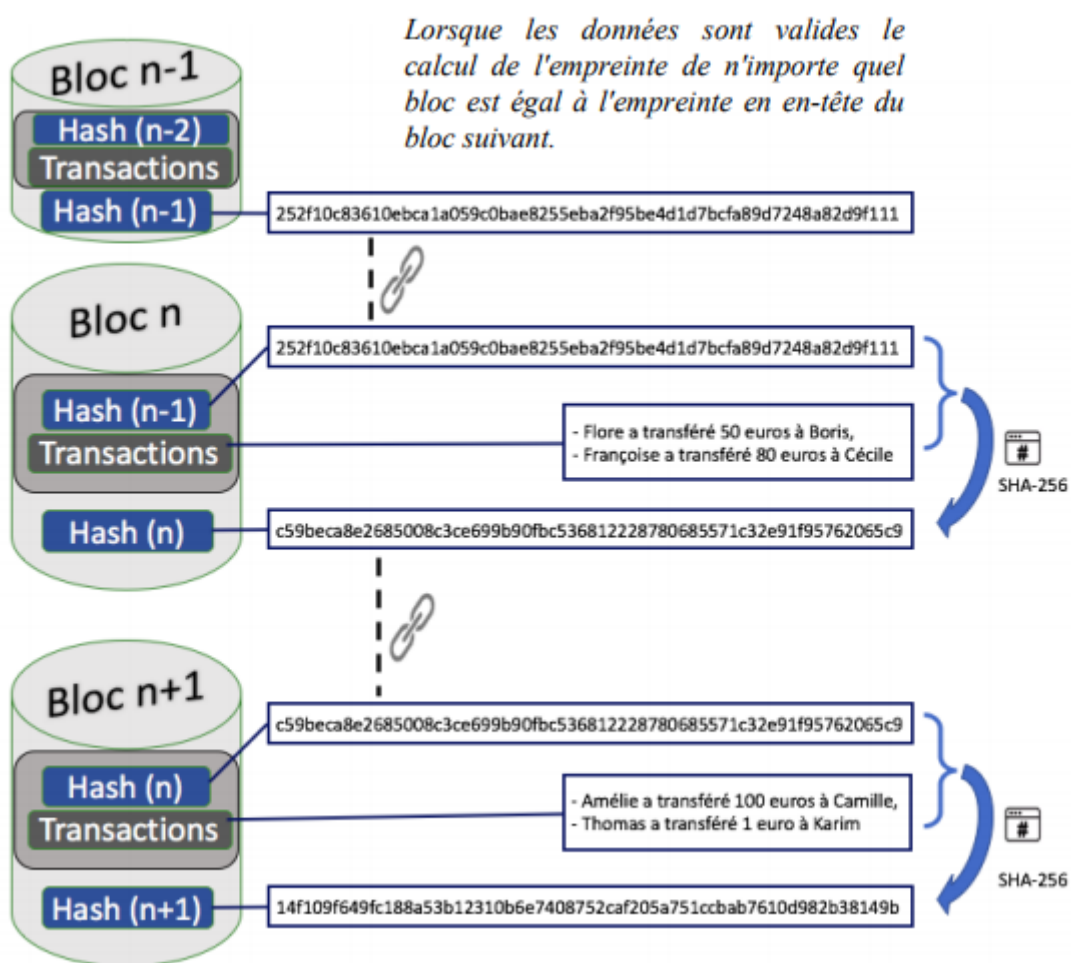 Lorsque les données sont valides le
calcul de l'empreinte de n'importe quel
bloc est égal à l'empreinte en en-tête du
bloc suivant.
Bloc n-1
Hash (n-2)
Transactions
Hash (n-1)
252f10c83610ebca1a059c0bae8255eba2f95be4d1d7bcfa89d7248a82d9f111
Bloc n
252f10c83610ebca1a059c0bae8255eba2f95be4d1d7bcfa89d7248a82d9f111
Hash (n-1)
Transactions
- Flore a transféré 50 euros à Boris,
- Françoise a transféré 80 euros à Cécile
#
SHA-256
Hash (n)
c59beca8e2685008c3ce699b90fbc536812228780685571c32e91f95762065c9
Bloc n+1
c59beca8e2685008c3ce699b90fbc536812228780685571c32e91f95762065c9
Hash (n)
Transactions
- Amélie a transféré 100 euros à Camille,
- Thomas a transféré 1 euro à Karim
#
SHA-256
Hash (n+1)
14f109f649fc188a53b12310b6e7408752caf205a751ccbab7610d982b38149b